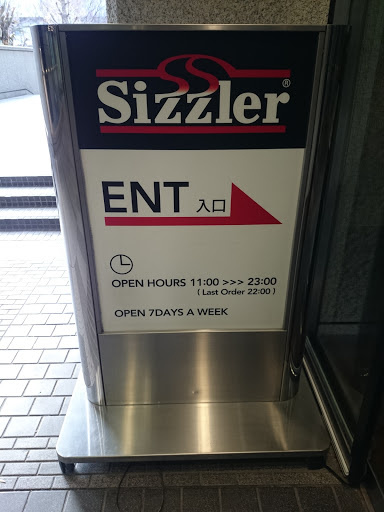 Sizzler®
ENT 入口
OPEN HOURS 11:00 >>> 23:00
( Last Order 22:00 )
OPEN 7DAYS A WEEK